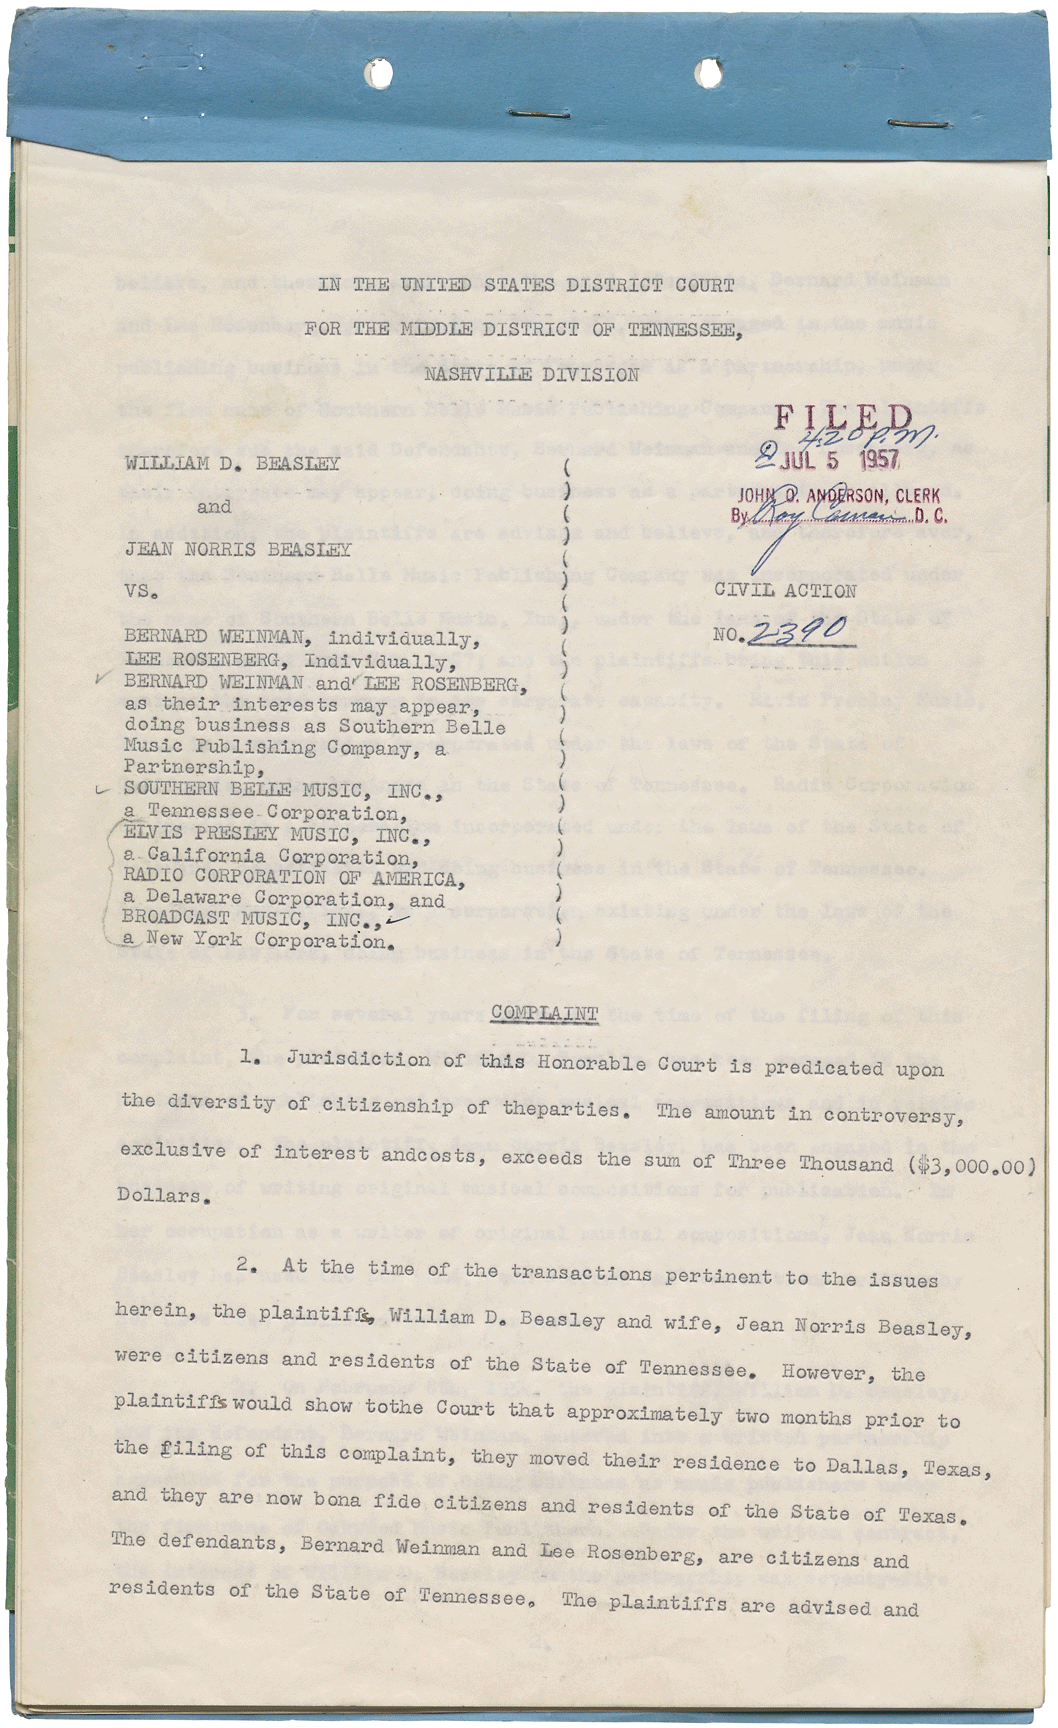 IN THE UNITED STATES DISTRICT COURT
FOR THE MIDDLE DISTRICT OF TENNESSEE,
NASHVILLE DIVISION
FILED
4:20 P.M.
JUL 5 1957
JOHN O. ANDERSON, CLERK
By Roy D. C.
WILLIAM D. BEASLEY
and
JEAN NORRIS BEASLEY
VS.
CIVIL ACTION
NO. 2390
BERNARD WEINMAN, individually,
LEE ROSENBERG, Individually,
BERNARD WEINMAN and LEE ROSENBERG,
as their interests may appear,
doing business as Southern Belle
Music Publishing Company, a
Partnership,
SOUTHERN BELLE MUSIC, INC.,
a Tennessee Corporation,
ELVIS PRESLEY MUSIC, INC.,
a California Corporation,
RADIO CORPORATION OF AMERICA,
a Delaware Corporation, and
BROADCAST MUSIC, INC.,
a New York Corporation.
COMPLAINT
1. Jurisdiction of this Honorable Court is predicated upon
the diversity of citizenship of theparties. The amount in controversy,
exclusive of interest andcosts, exceeds the sum of Three Thousand ($3,000.00)
Dollars.
2. At the time of the transactions pertinent to the issues
herein, the plaintiffs, William D. Beasley and wife, Jean Norris Beasley,
were citizens and residents of the State of Tennessee. However, the
plaintiffs would show tothe Court that approximately two months prior to
the filing of this complaint, they moved their residence to Dallas, Texas,
and they are now bona fide citizens and residents of the State of Texas.
The defendants, Bernard Weinman and Lee Rosenberg, are citizens and
residents of the State of Tennessee. The plaintiffs are advised and